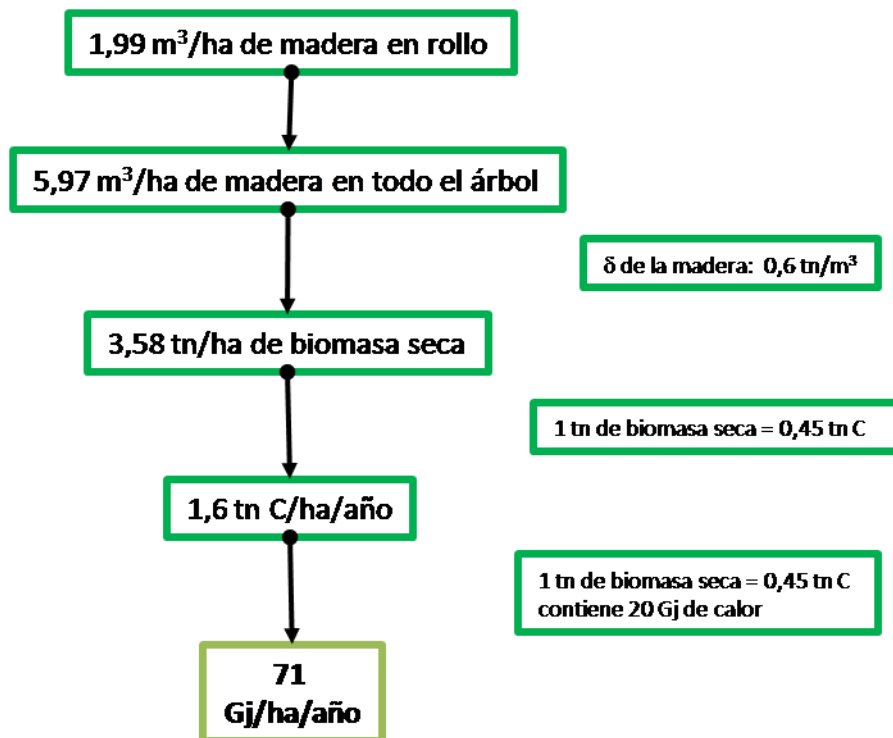 1,99 m³/ha de madera en rollo
5,97 m³/ha de madera en todo el árbol
δ de la madera: 0,6 tn/m³
3,58 tn/ha de biomasa seca
1 tn de biomasa seca = 0,45 tn C
1,6 tn C/ha/año
1 tn de biomasa seca = 0,45 tn C
contiene 20 Gj de calor
71
Gj/ha/año